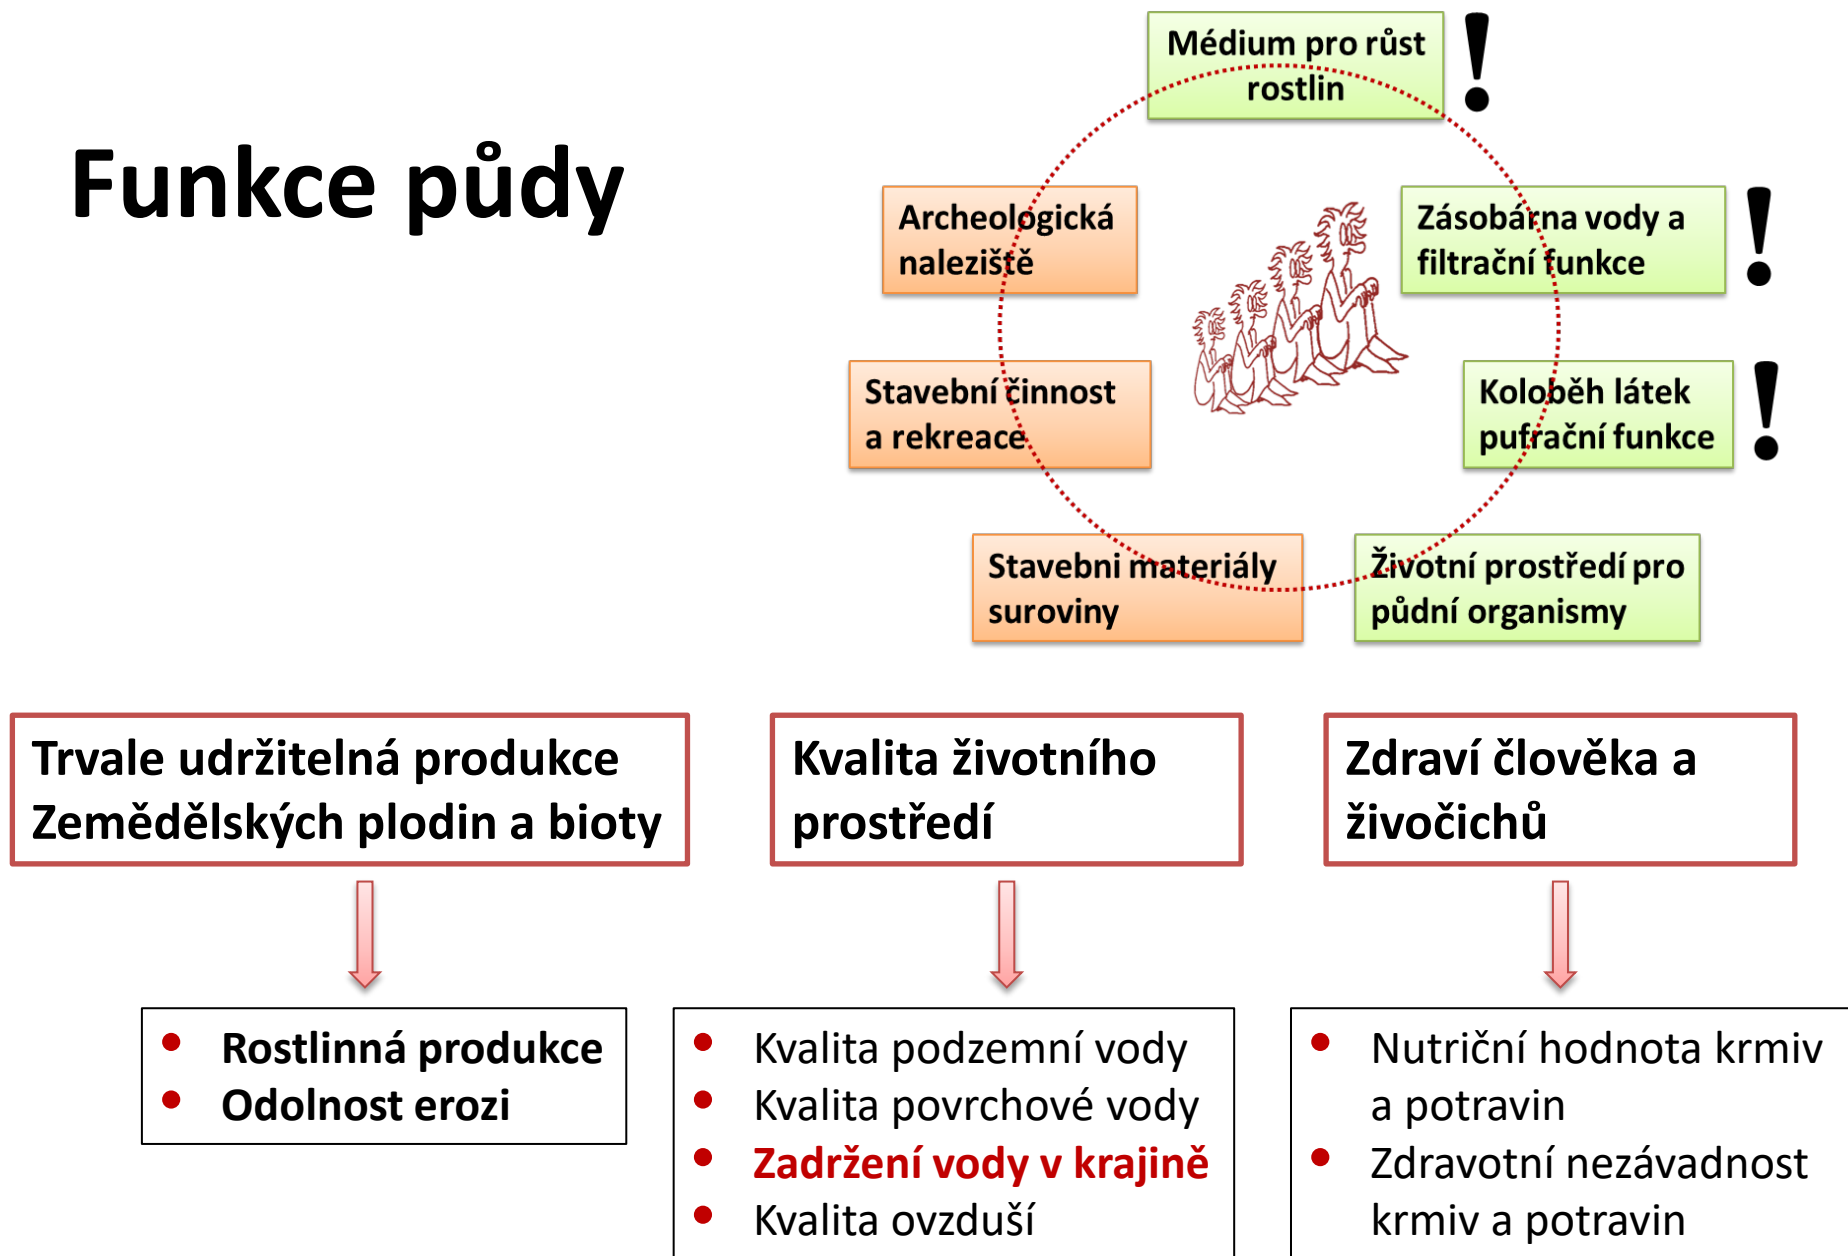 Funkce půdy
Médium pro růst
rostlin
!
Archeologická
naleziště
Zásobárna vody a
filtrační funkce
!
Stavební činnost
a rekreace
Koloběh látek
pufrační funkce
!
Stavebni materiály
suroviny
Životní prostředí pro
půdní organismy
Trvale udržitelná produkce
Zemědělských plodin a bioty
Kvalita životního
prostředí
Zdraví člověka a
živočichů
• Rostlinná produkce
• Odolnost erozi
• Kvalita podzemní vody
• Kvalita povrchové vody
• Zadržení vody v krajině
• Kvalita ovzduší
• Nutriční hodnota krmiv
a potravin
• Zdravotní nezávadnost
krmiv a potravin